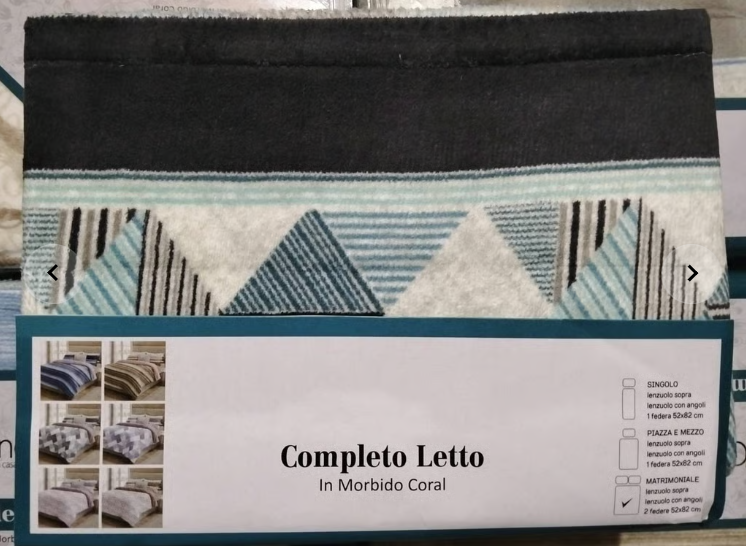 Completo Letto
In Morbido Coral
SINGOLO
lenzuolo sopra
lenzuolo con angoli
1 federa 52x82 cm
PIAZZA E MEZZO
lenzuolo sopra
lenzuolo con angoli
1 federa 52x82 cm
MATRIMONIALE
lenzuolo sopra
lenzuolo con angoli
2 federe 52x82 cm